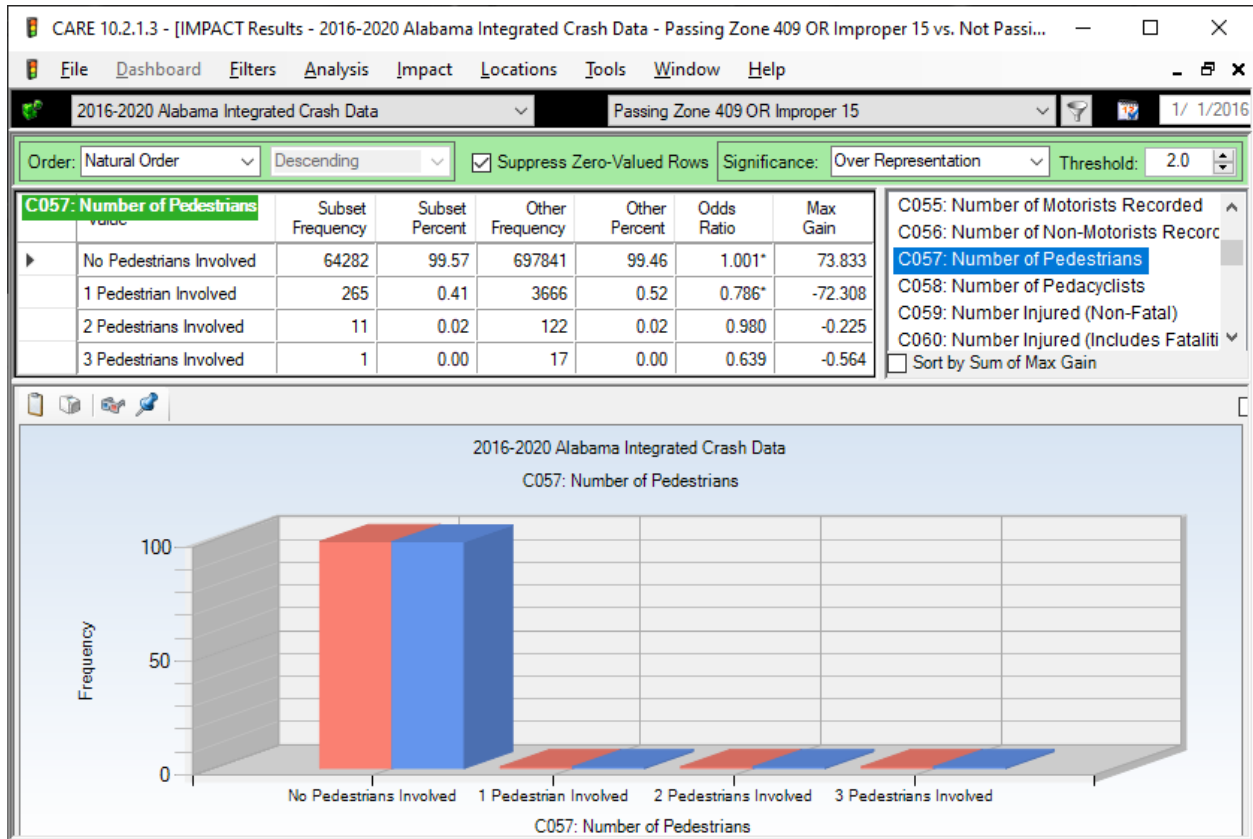 CARE 10.2.1.3 - [IMPACT Results - 2016-2020 Alabama Integrated Crash Data - Passing Zone 409 OR Improper 15 vs. Not Passi...
File Dashboard Filters Analysis Impact Locations Tools Window Help
2016-2020 Alabama Integrated Crash Data Passing Zone 409 OR Improper 15 1/ 1/2016
Order: Natural Order Descending Suppress Zero-Valued Rows Significance: Over Representation Threshold: 2.0
C057: Number of Pedestrians Subset Frequency Subset Percent Other Frequency Other Percent Odds Ratio Max Gain
No Pedestrians Involved 64282 99.57 697841 99.46 1.001* 73.833
1 Pedestrian Involved 265 0.41 3666 0.52 0.786* -72.308
2 Pedestrians Involved 11 0.02 122 0.02 0.980 -0.225
3 Pedestrians Involved 1 0.00 17 0.00 0.639 -0.564
C055: Number of Motorists Recorded
C056: Number of Non-Motorists Recorc
C057: Number of Pedestrians
C058: Number of Pedacyclists
C059: Number Injured (Non-Fatal)
C060: Number Injured (Includes Fataliti
Sort by Sum of Max Gain
2016-2020 Alabama Integrated Crash Data
C057: Number of Pedestrians
Frequency
100
50
0
No Pedestrians Involved 1 Pedestrian Involved 2 Pedestrians Involved 3 Pedestrians Involved
C057: Number of Pedestrians